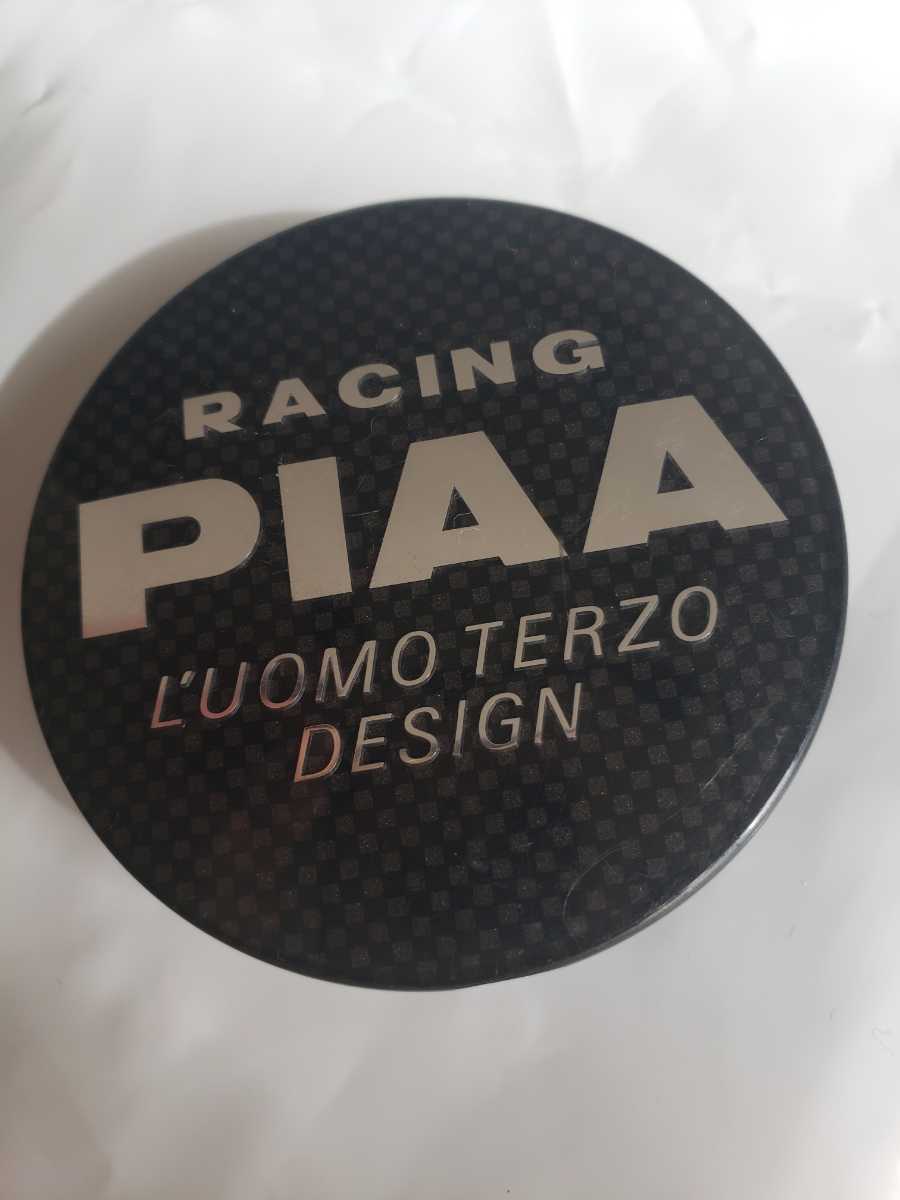 RACING
PIAA
L'UOMO TERZO
DESIGN